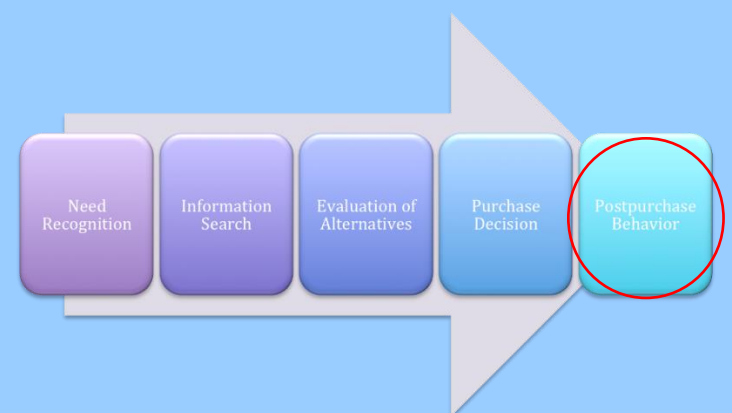 Need
Recognition
Information
Search
Evaluation of
Alternatives
Purchase
Decision
Postpurchase
Behavior